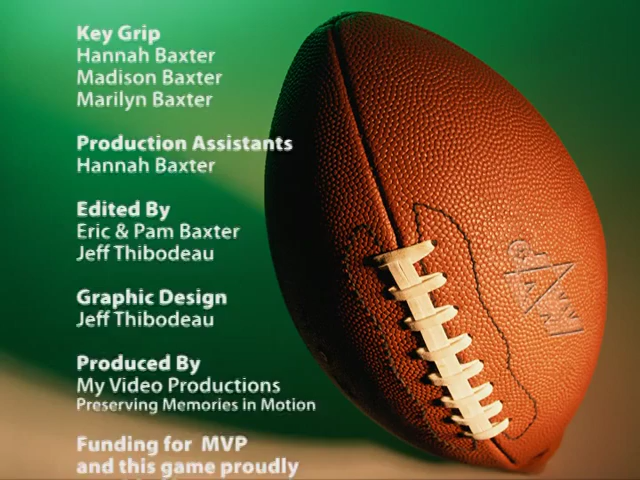 Key Grip
Hannah Baxter
Madison Baxter
Marilyn Baxter
Production Assistants
Hannah Baxter
Edited By
Eric & Pam Baxter
Jeff Thibodeau
Graphic Design
Jeff Thibodeau
Produced By
My Video Productions
Preserving Memories in Motion
Funding for MVP
and this game proudly